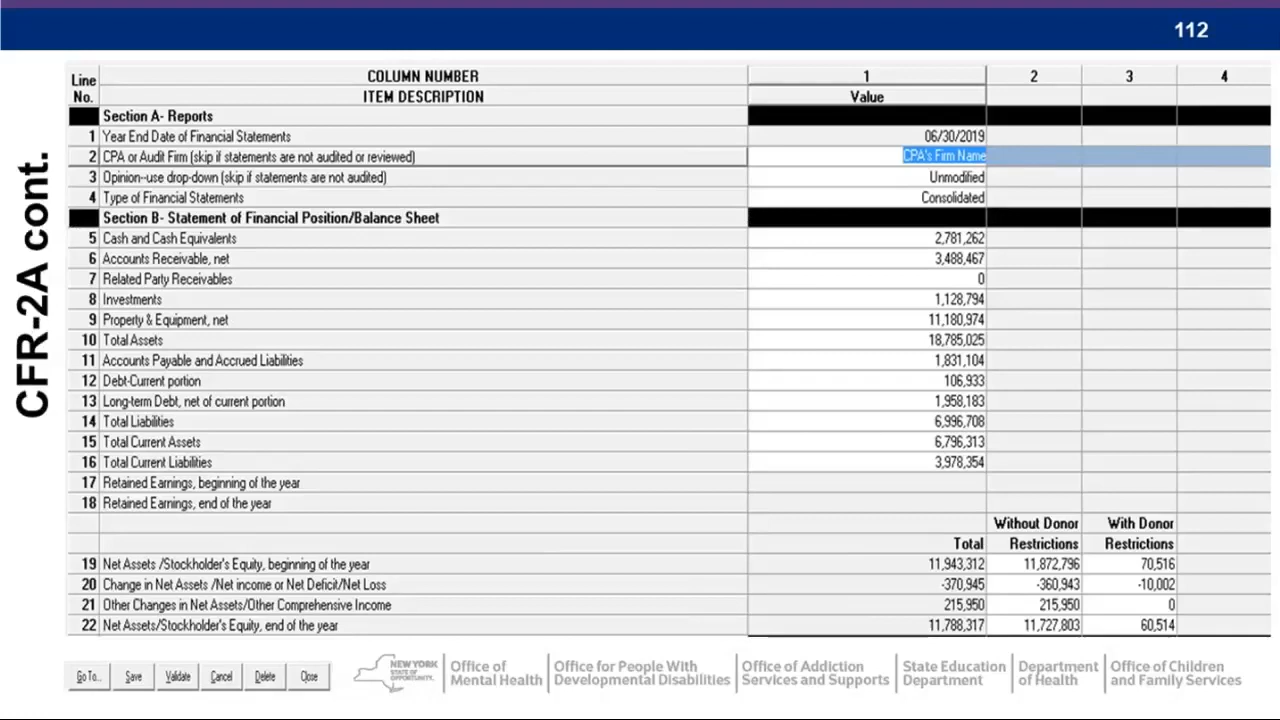 112
CFR-2A cont.
Line No. COLUMN NUMBER 1 2 3 4
ITEM DESCRIPTION Value
Section A- Reports
1 Year End Date of Financial Statements 06/30/2019
2 CPA or Audit Firm (skip if statements are not audited or reviewed) CPA's Firm Name
3 Opinion--use drop-down (skip if statements are not audited) Unmodified
4 Type of Financial Statements Consolidated
Section B- Statement of Financial Position/Balance Sheet
5 Cash and Cash Equivalents 2,781,262
6 Accounts Receivable, net 3,488,467
7 Related Party Receivables 0
8 Investments 1,128,794
9 Property & Equipment, net 11,180,974
10 Total Assets 18,785,025
11 Accounts Payable and Accrued Liabilities 1,831,104
12 Debt-Current portion 106,933
13 Long-term Debt, net of current portion 1,958,183
14 Total Liabilities 6,996,708
15 Total Current Assets 6,796,313
16 Total Current Liabilities 3,978,354
17 Retained Earnings, beginning of the year
18 Retained Earnings, end of the year
Without Donor With Donor
Total Restrictions Restrictions
19 Net Assets /Stockholder's Equity, beginning of the year 11,943,312 11,872,796 70,516
20 Change in Net Assets /Net income or Net Deficit/Net Loss -370,945 -360,943 -10,002
21 Other Changes in Net Assets/Other Comprehensive Income 215,950 215,950 0
22 Net Assets/Stockholder's Equity, end of the year 11,788,317 11,727,803 60,514
Go To... Save Validate Cancel Delete Close
NEW YORK STATE OF OPPORTUNITY.
Office of Mental Health
Office for People With Developmental Disabilities
Office of Addiction Services and Supports
State Education Department
Department of Health
Office of Children and Family Services